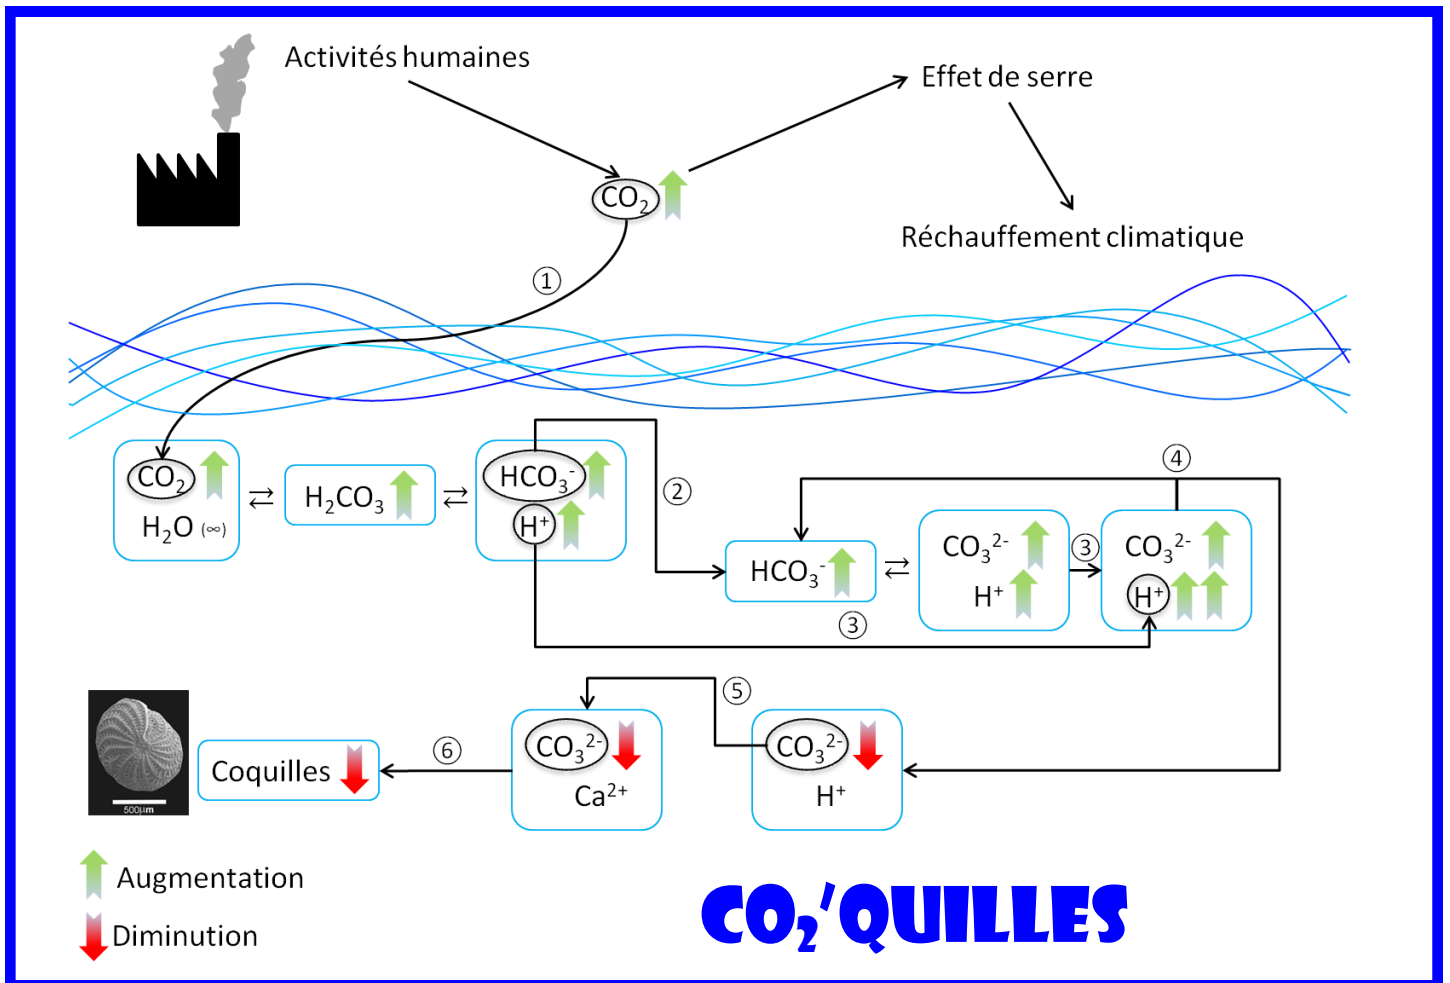 Activités humaines
Effet de serre
CO₂
Réchauffement climatique
①
CO₂
H₂O (∞)
⇄
H₂CO₃
⇄
HCO₃⁻
H⁺
②
④
HCO₃⁻
⇄
CO₃²⁻
H⁺
③
CO₃²⁻
H⁺
③
⑤
500µm
Coquilles
⑥
CO₃²⁻
Ca²⁺
CO₃²⁻
H⁺
Augmentation
Diminution
CO₂'QUILLES